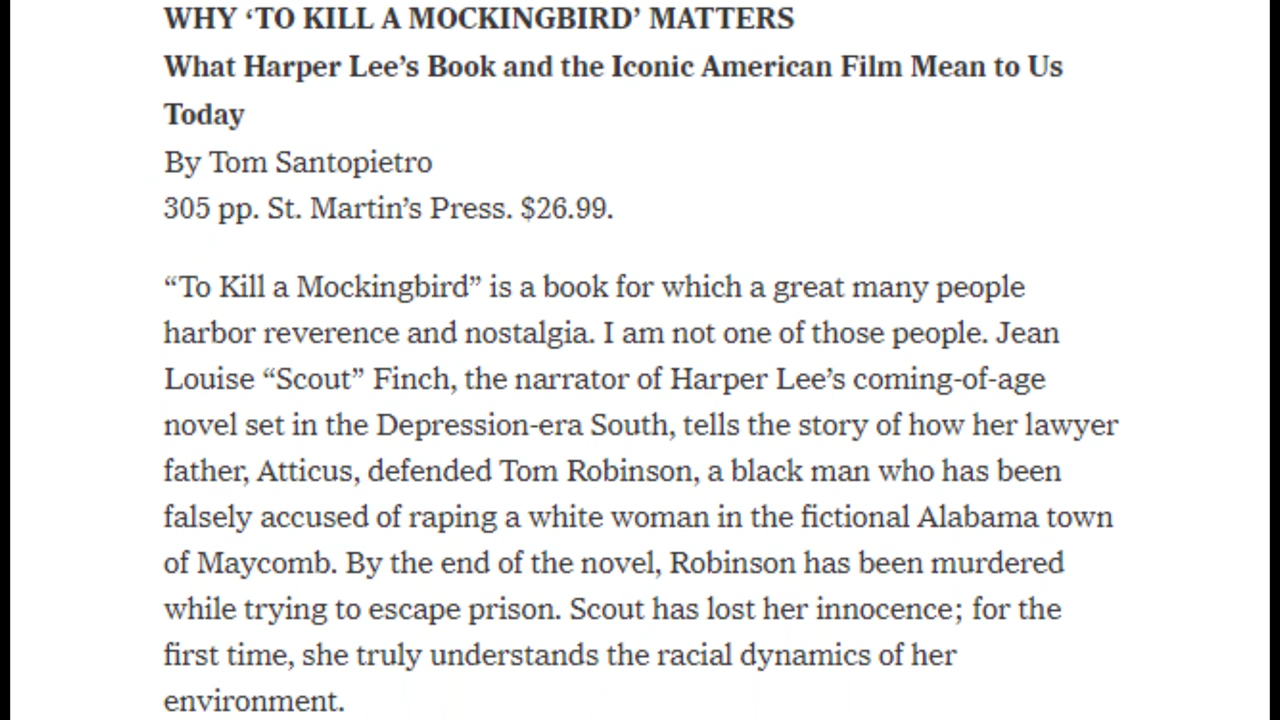 WHY ‘TO KILL A MOCKINGBIRD’ MATTERS
What Harper Lee’s Book and the Iconic American Film Mean to Us
Today
By Tom Santopietro
305 pp. St. Martin’s Press. $26.99.
“To Kill a Mockingbird” is a book for which a great many people
harbor reverence and nostalgia. I am not one of those people. Jean
Louise “Scout” Finch, the narrator of Harper Lee’s coming-of-age
novel set in the Depression-era South, tells the story of how her lawyer
father, Atticus, defended Tom Robinson, a black man who has been
falsely accused of raping a white woman in the fictional Alabama town
of Maycomb. By the end of the novel, Robinson has been murdered
while trying to escape prison. Scout has lost her innocence; for the
first time, she truly understands the racial dynamics of her
environment.